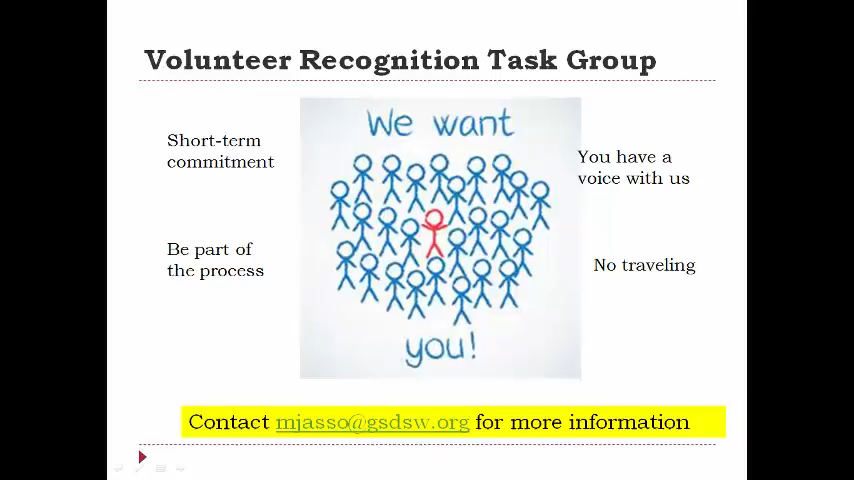 Volunteer Recognition Task Group
We want
Short-term
commitment
You have a
voice with us
Be part of
the process
No traveling
you!
Contact mjasso@gsdsw.org for more information